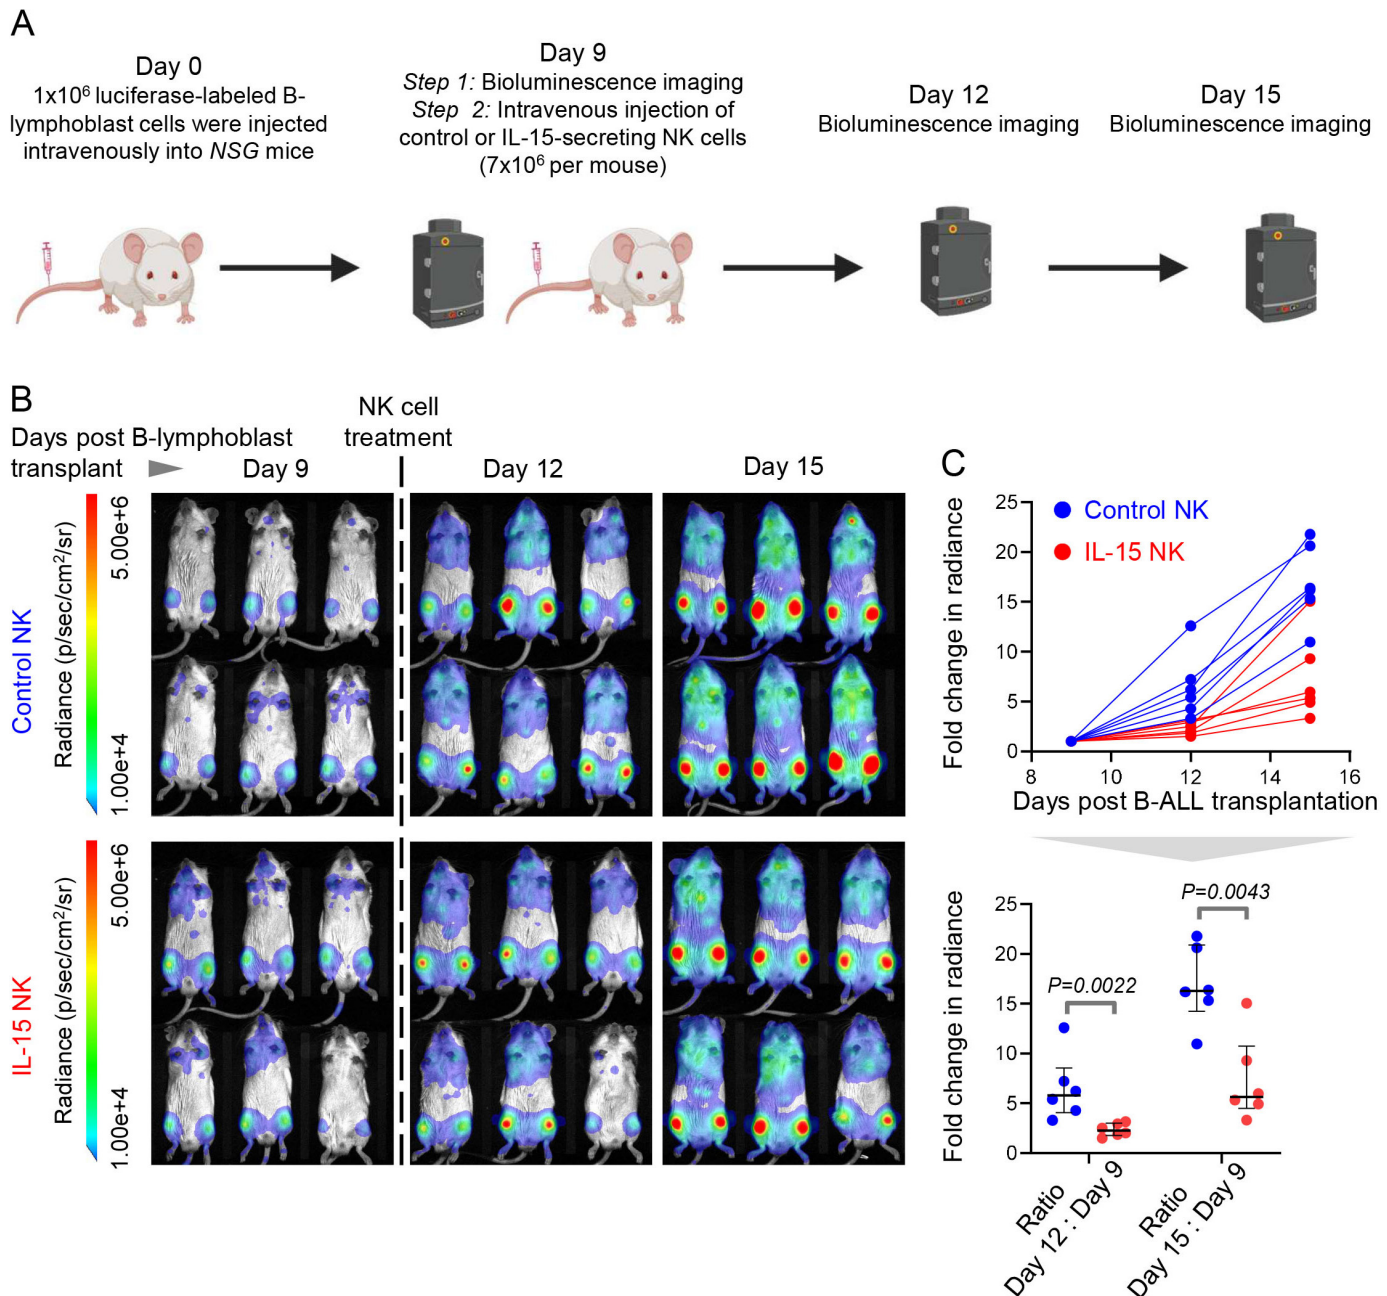 A
Day 0
1x10⁶ luciferase-labeled B-
lymphoblast cells were injected
intravenously into NSG mice
Day 9
Step 1: Bioluminescence imaging
Step 2: Intravenous injection of
control or IL-15-secreting NK cells
(7x10⁶ per mouse)
Day 12
Bioluminescence imaging
Day 15
Bioluminescence imaging
B
Days post B-lymphoblast
transplant
NK cell
treatment
Day 9
Day 12
Day 15
Control NK
Radiance (p/sec/cm²/sr)
5.00e+6
1.00e+4
IL-15 NK
Radiance (p/sec/cm²/sr)
5.00e+6
1.00e+4
C
Fold change in radiance
25
20
15
10
5
0
Control NK
IL-15 NK
8 10 12 14 16
Days post B-ALL transplantation
Fold change in radiance
25
20
15
10
5
0
P=0.0022
P=0.0043
Ratio
Day 12 : Day 9
Ratio
Day 15 : Day 9